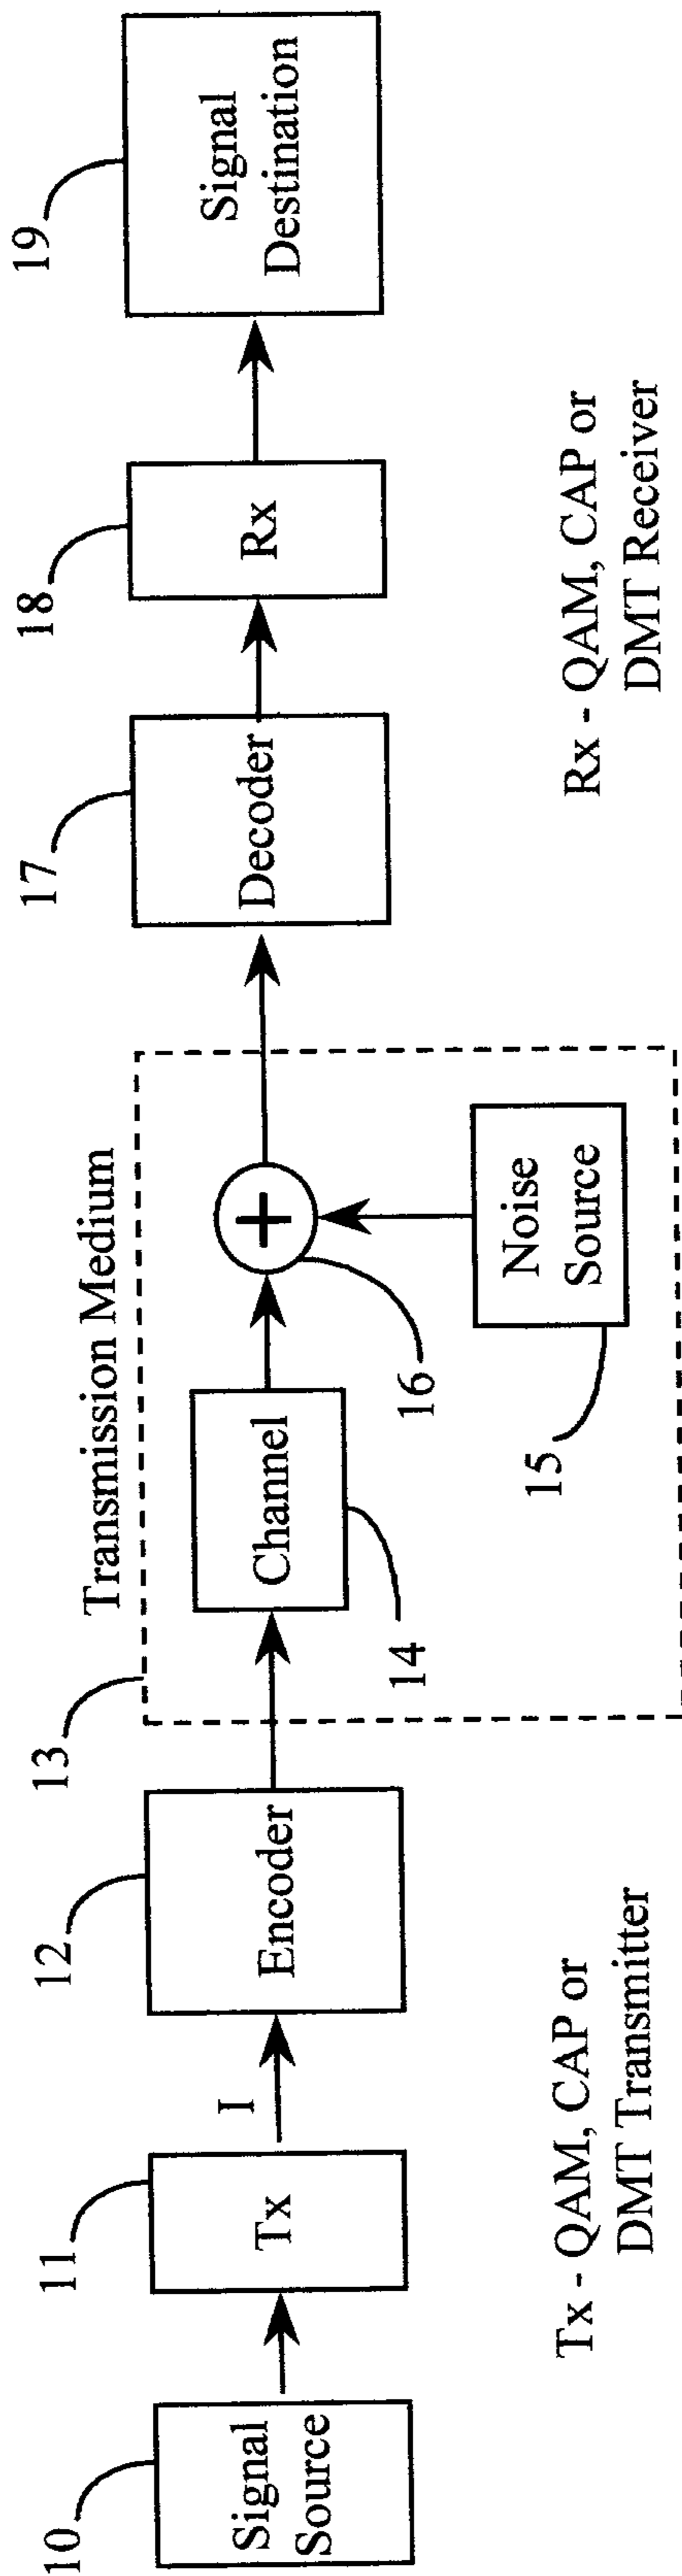 10
Signal
Source
11
Tx
I
12
Encoder
13
Transmission Medium
14
Channel
16
+
15
Noise
Source
17
Decoder
18
Rx
19
Signal
Destination
Tx - QAM, CAP or
DMT Transmitter
Rx - QAM, CAP or
DMT Receiver